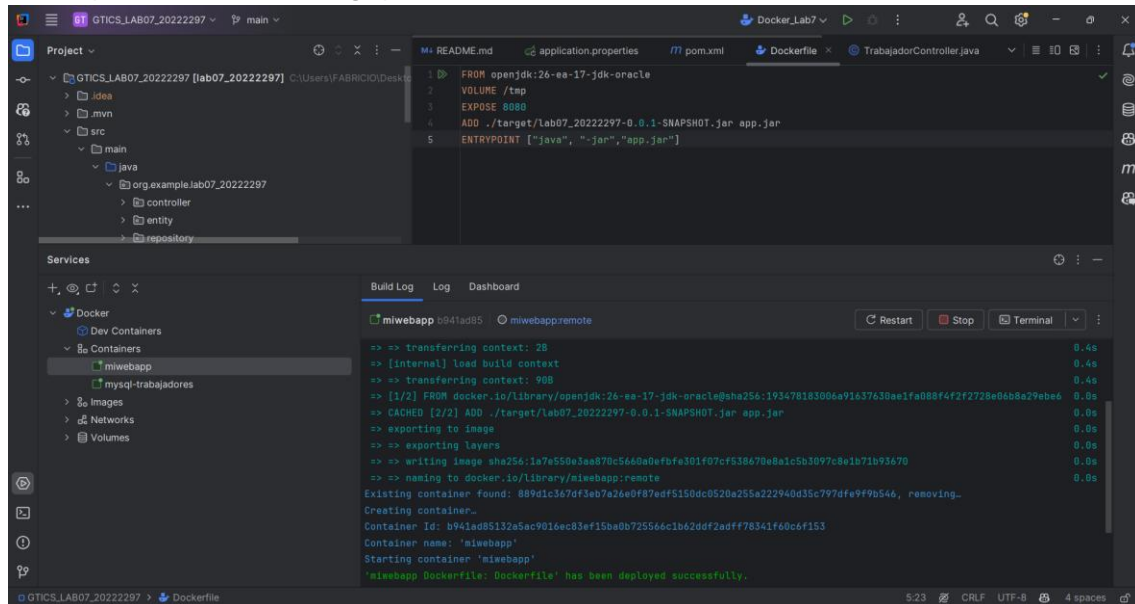 GT GTICS_LAB07_20222297 main Docker_Lab7
Project
GTICS_LAB07_20222297 [lab07_20222297] C:\Users\FABRICIO\Deskto
.idea
.mvn
src
main
java
org.example.lab07_20222297
controller
entity
repository
README.md application.properties pom.xml Dockerfile TrabajadorController.java
1 FROM openjdk:26-ea-17-jdk-oracle
2 VOLUME /tmp
3 EXPOSE 8080
4 ADD ./target/lab07_20222297-0.0.1-SNAPSHOT.jar app.jar
5 ENTRYPOINT ["java", "-jar","app.jar"]
Services
Docker
Dev Containers
Containers
miwebapp
mysql-trabajadores
Images
Networks
Volumes
Build Log Log Dashboard
miwebapp b941ad85 miwebapp:remote Restart Stop Terminal
=> => transferring context: 2B 0.4s
=> [internal] load build context 0.4s
=> => transferring context: 90B 0.4s
=> [1/2] FROM docker.io/library/openjdk:26-ea-17-jdk-oracle@sha256:193478183006a91637630ae1fa088f4f2f2728e06b8a29ebe6 0.0s
=> CACHED [2/2] ADD ./target/lab07_20222297-0.0.1-SNAPSHOT.jar app.jar 0.0s
=> exporting to image 0.0s
=> => exporting layers 0.0s
=> => writing image sha256:1a7e550e3aa870c5660a0efbfe301f07cf538670e8a1c5b3097c8e1b71b93670 0.0s
=> => naming to docker.io/library/miwebapp:remote 0.0s
Existing container found: 889d1c367df3eb7a26e0f87edf5150dc0520a255a222940d35c797dfe9f9b546, removing…
Creating container…
Container Id: b941ad85132a5ac9016ec83ef15ba0b725566c1b62ddf2adff78341f60c6f153
Container name: 'miwebapp'
Starting container 'miwebapp'
'miwebapp Dockerfile: Dockerfile' has been deployed successfully.
GTICS_LAB07_20222297 > Dockerfile 5:23 CRLF UTF-8 4 spaces